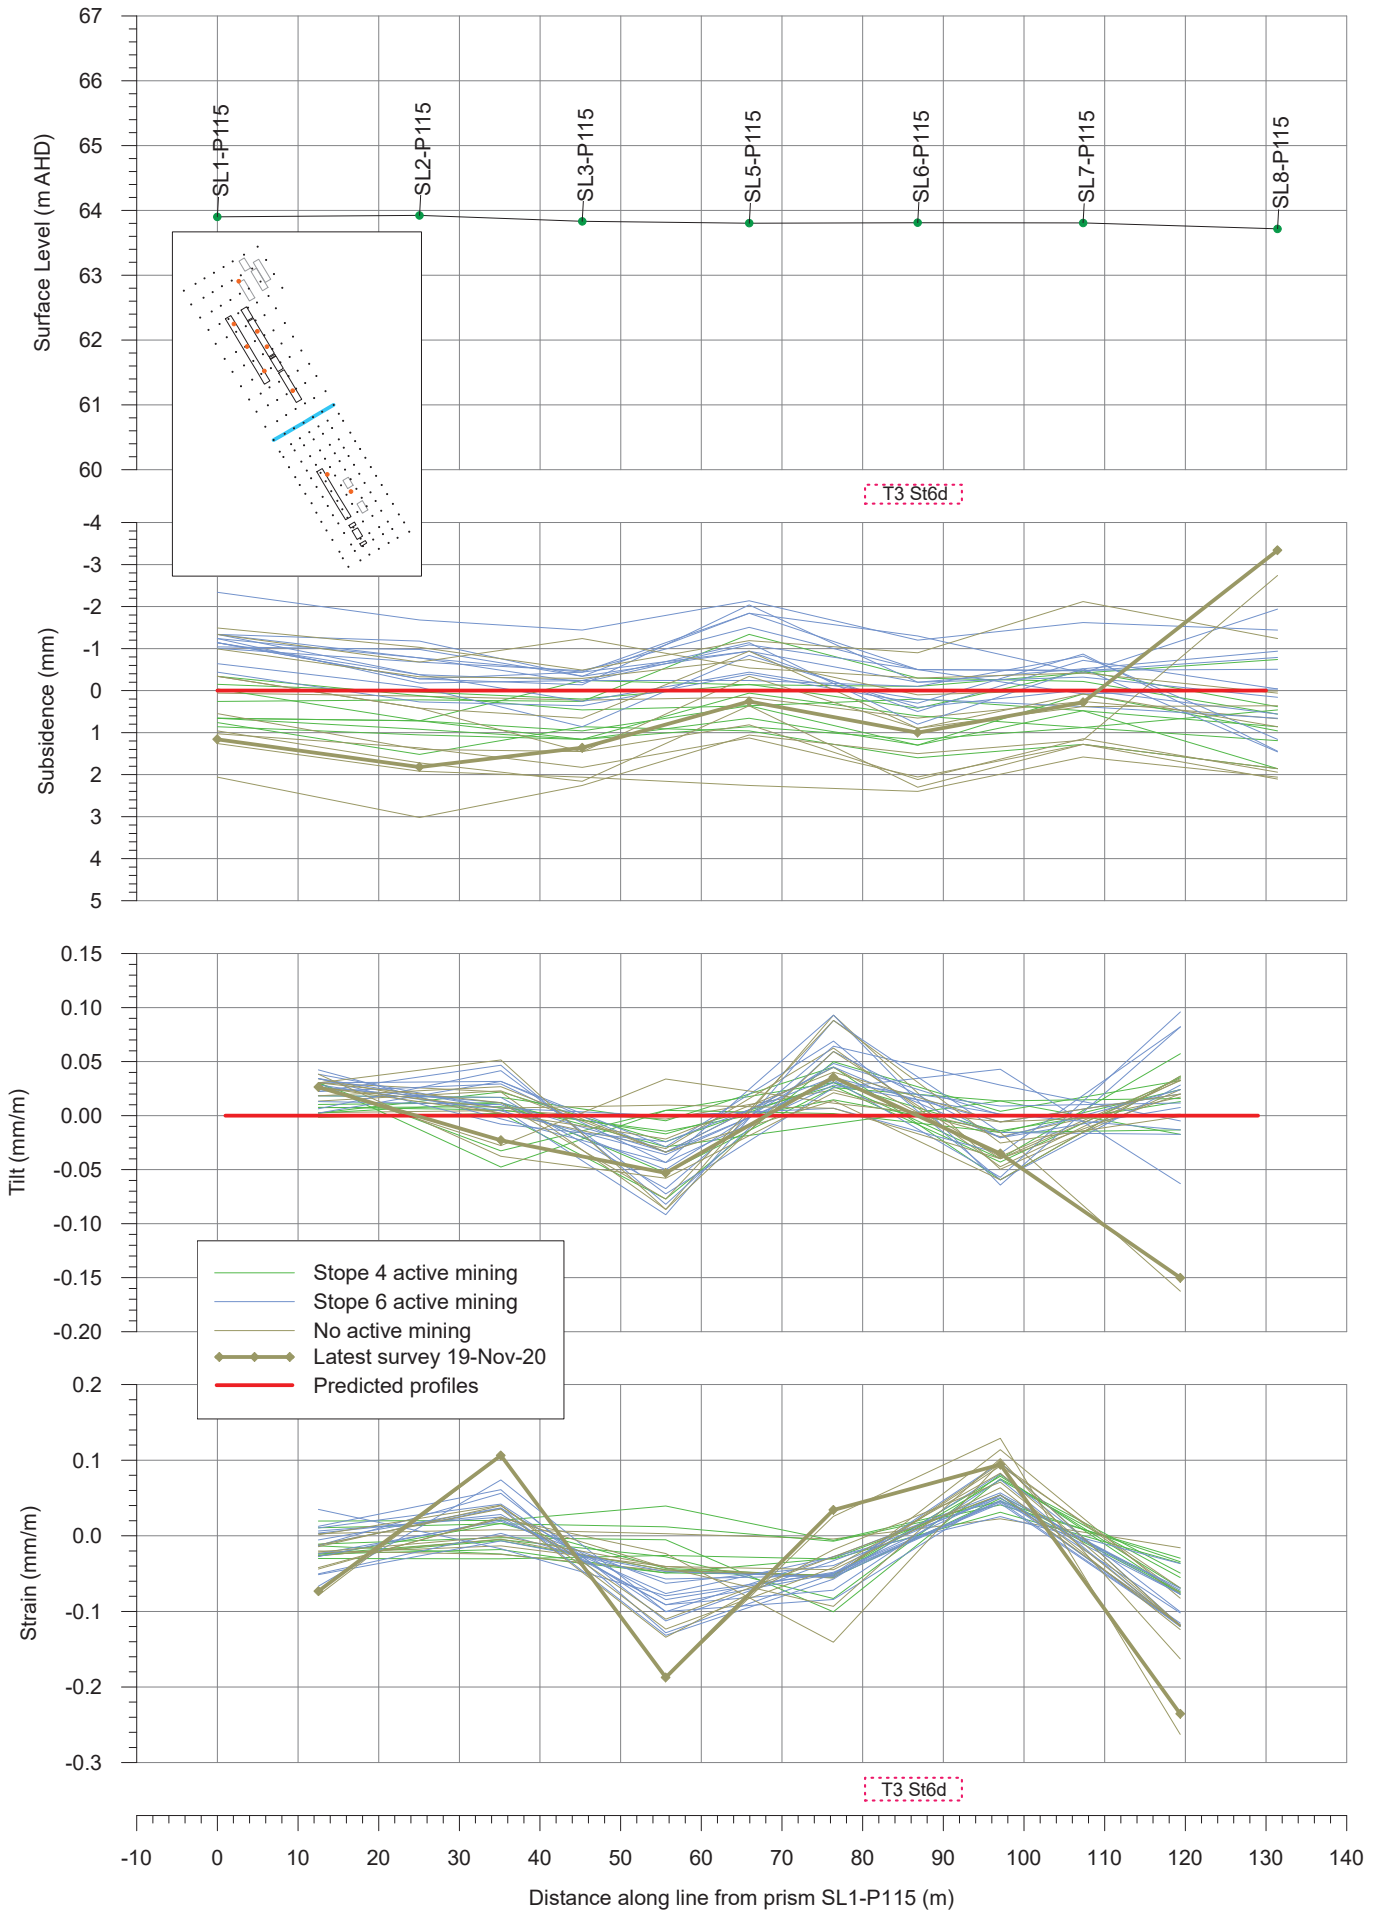 67
66
65
64
63
62
61
60
Surface Level (m AHD)
SL1-P115
SL2-P115
SL3-P115
SL5-P115
SL6-P115
SL7-P115
SL8-P115
T3 St6d
-4
-3
-2
-1
0
1
2
3
4
5
Subsidence (mm)
0.15
0.10
0.05
0.00
-0.05
-0.10
-0.15
-0.20
Tilt (mm/m)
Stope 4 active mining
Stope 6 active mining
No active mining
Latest survey 19-Nov-20
Predicted profiles
0.2
0.1
0.0
-0.1
-0.2
-0.3
Strain (mm/m)
T3 St6d
-10 0 10 20 30 40 50 60 70 80 90 100 110 120 130 140
Distance along line from prism SL1-P115 (m)